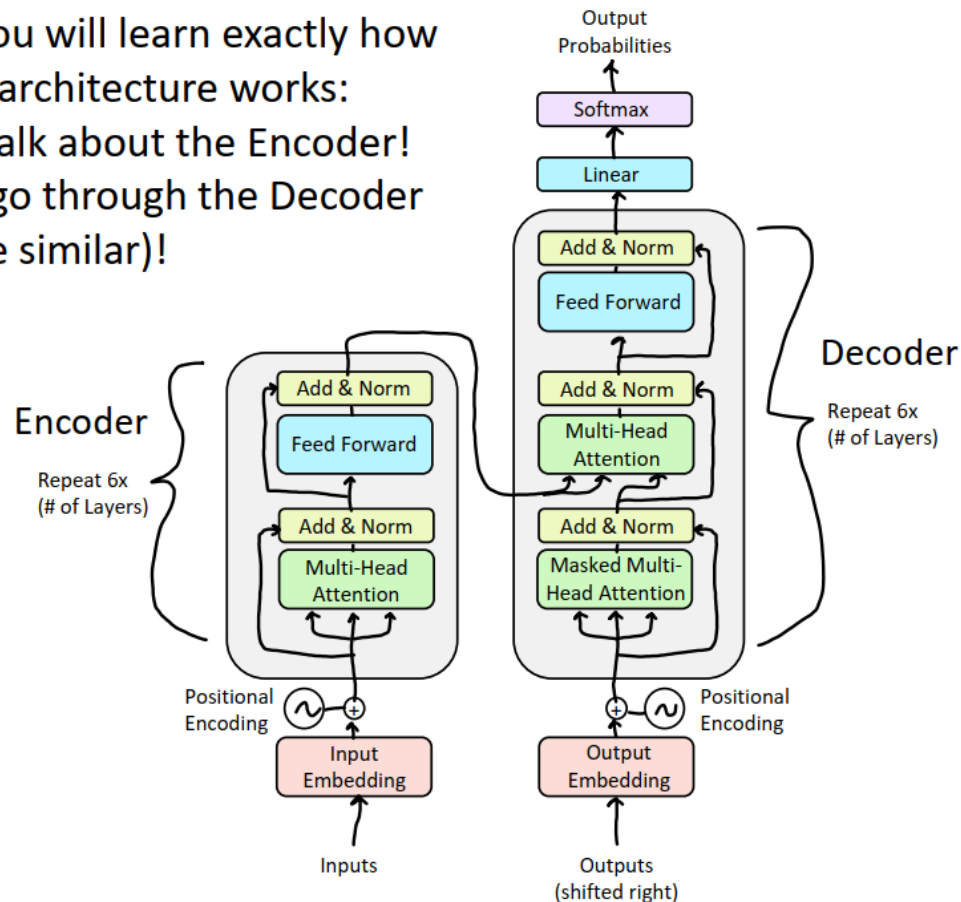 ou will learn exactly how
architecture works:
alk about the Encoder!
go through the Decoder
e similar)!
Output
Probabilities
Softmax
Linear
Add & Norm
Feed Forward
Add & Norm
Multi-Head
Attention
Add & Norm
Masked Multi-
Head Attention
Decoder
Repeat 6x
(# of Layers)
Encoder
Repeat 6x
(# of Layers)
Add & Norm
Feed Forward
Add & Norm
Multi-Head
Attention
Positional
Encoding
+
Input
Embedding
Inputs
+
Positional
Encoding
Output
Embedding
Outputs
(shifted right)